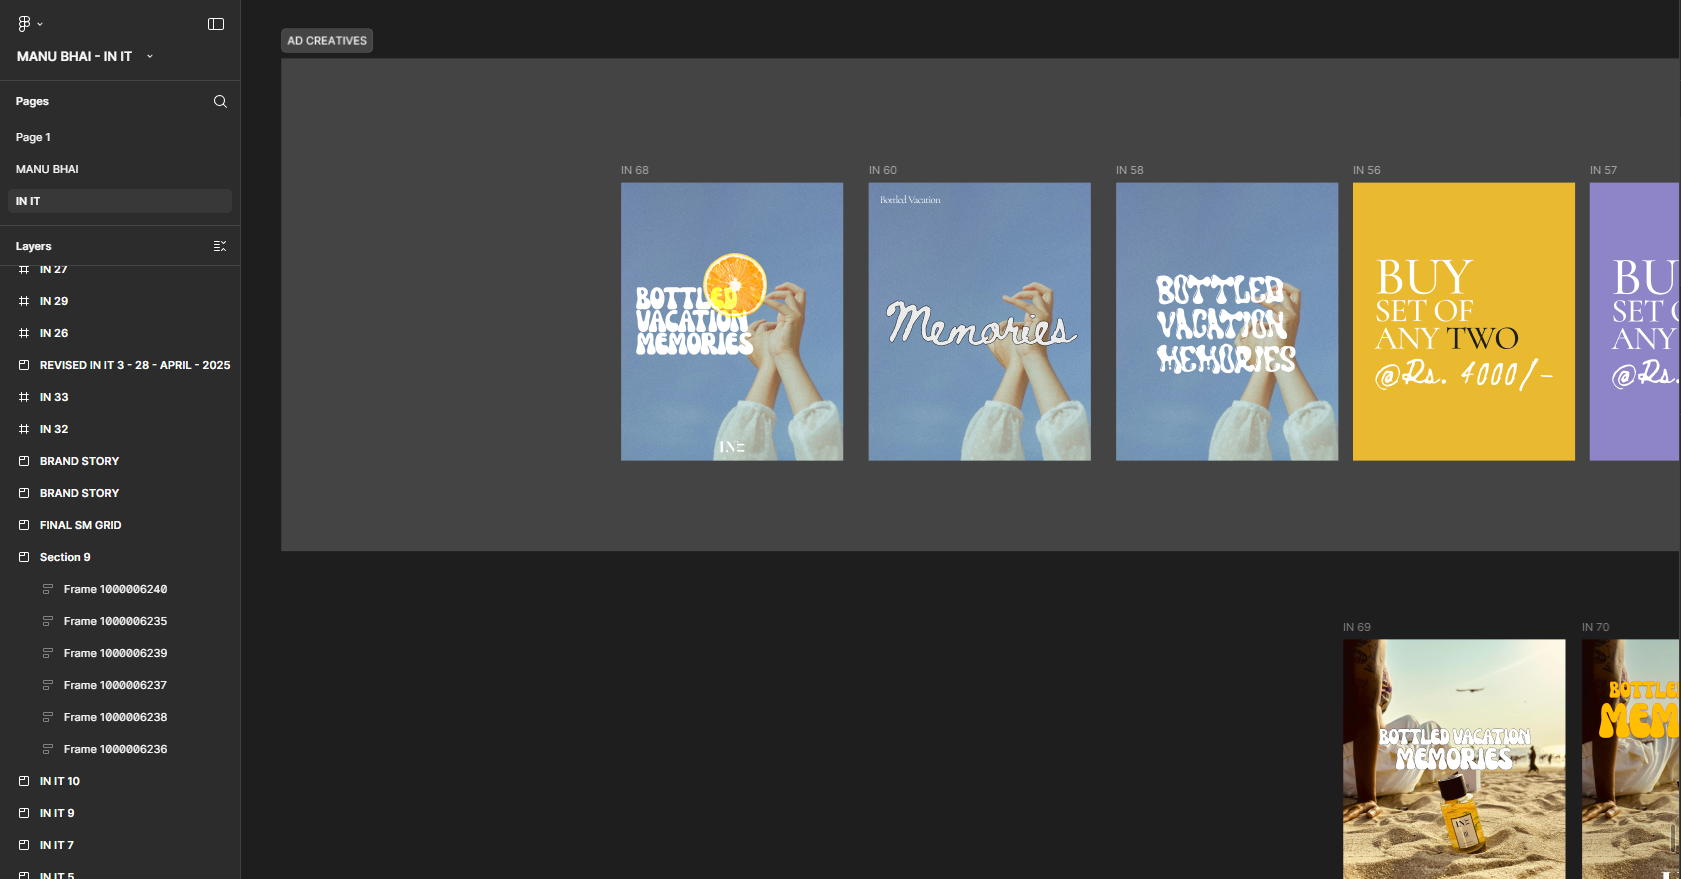 MANU BHAI - IN IT
Pages
Page 1
MANU BHAI
IN IT
Layers
IN 27
IN 29
IN 26
REVISED IN IT 3 - 28 - APRIL - 2025
IN 33
IN 32
BRAND STORY
BRAND STORY
FINAL SM GRID
Section 9
Frame 1000006240
Frame 1000006235
Frame 1000006239
Frame 1000006237
Frame 1000006238
Frame 1000006236
IN IT 10
IN IT 9
IN IT 7
IN IT 5
AD CREATIVES
IN 68
BOTTLED
VACATION
MEMORIES
IN 60
Bottled Vacation
Memories
IN 58
BOTTLED
VACATION
MEMORIES
IN 56
BUY
SET OF
ANY TWO
@Rs. 4000/-
IN 57
BU
SET
ANY
@Rs.
IN 69
BOTTLED VACATION
MEMORIES
IN 70
BOTTLE
MEM